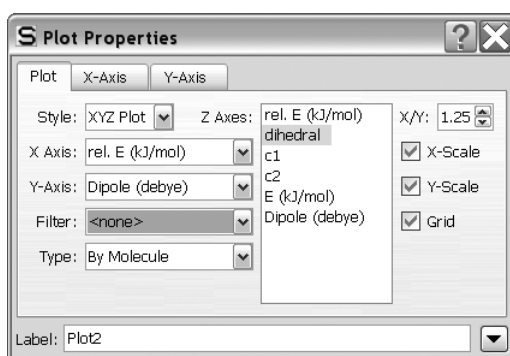 S Plot Properties ? X
Plot X-Axis Y-Axis
Style: XYZ Plot Z Axes: rel. E (kJ/mol) X/Y: 1.25
dihedral
X Axis: rel. E (kJ/mol) c1 X-Scale
c2
Y-Axis: Dipole (debye) E (kJ/mol) Y-Scale
Filter: <none> Dipole (debye) Grid
Type: By Molecule
Label: Plot2